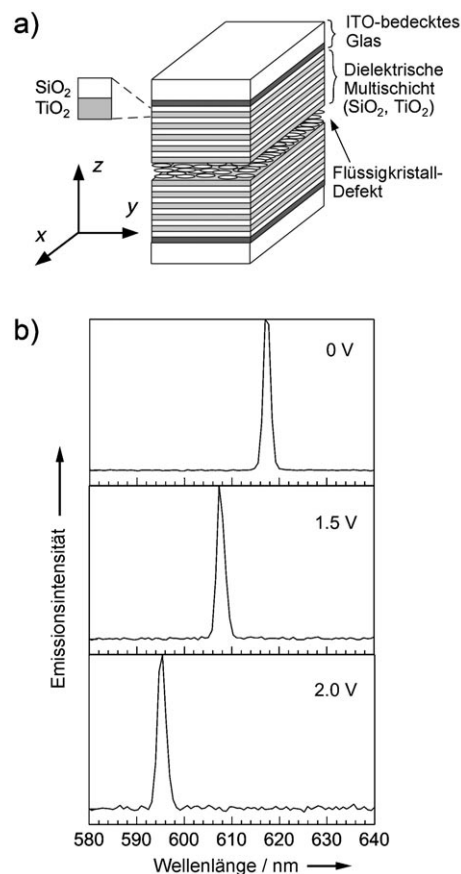 a)
ITO-bedecktes
Glas
Dielektrische
Multischicht
(SiO₂, TiO₂)
Flüssigkristall-
Defekt
SiO₂
TiO₂
z
y
x
b)
0 V
1.5 V
2.0 V
Emissionsintensität
580 590 600 610 620 630 640
Wellenlänge / nm